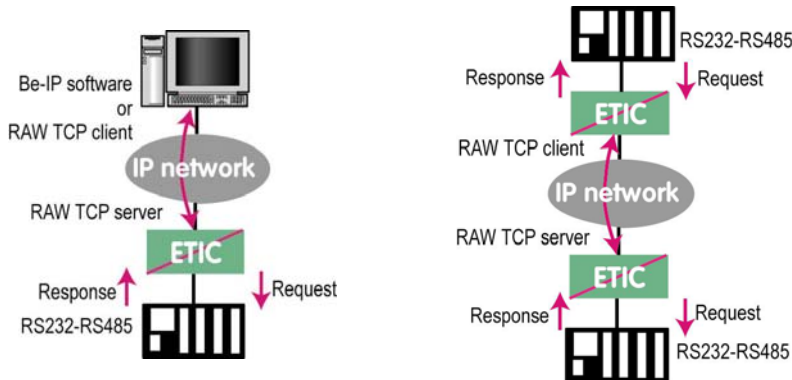 Be-IP software
or
RAW TCP client
IP network
RAW TCP server
ETIC
Response
Request
RS232-RS485
RS232-RS485
Response
Request
ETIC
RAW TCP client
IP network
RAW TCP server
ETIC
Response
Request
RS232-RS485